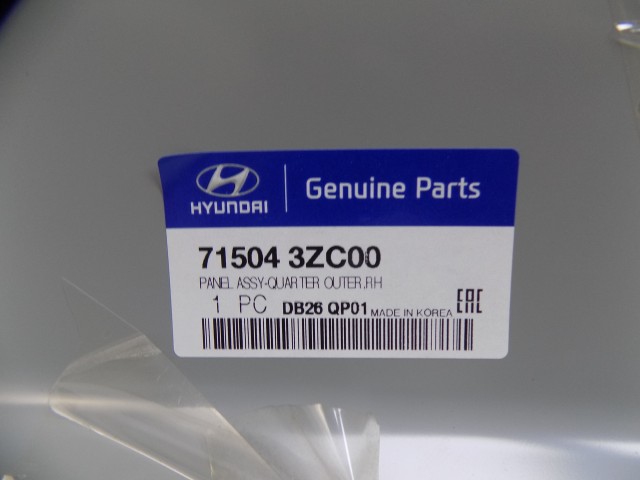 HYUNDAI
Genuine Parts
71504 3ZC00
PANEL ASSY-QUARTER OUTER,RH
1 PC DB26 QP01 MADE IN KOREA EAC